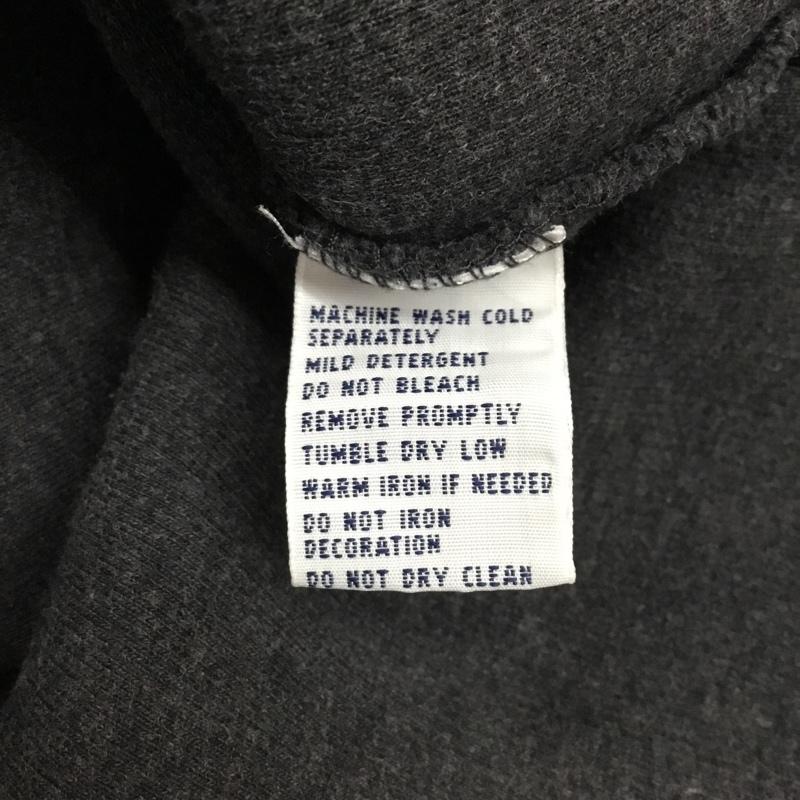 MACHINE WASH COLD
SEPARATELY
MILD DETERGENT
DO NOT BLEACH
REMOVE PROMPTLY
TUMBLE DRY LOW
WARM IRON IF NEEDED
DO NOT IRON
DECORATION
DO NOT DRY CLEAN